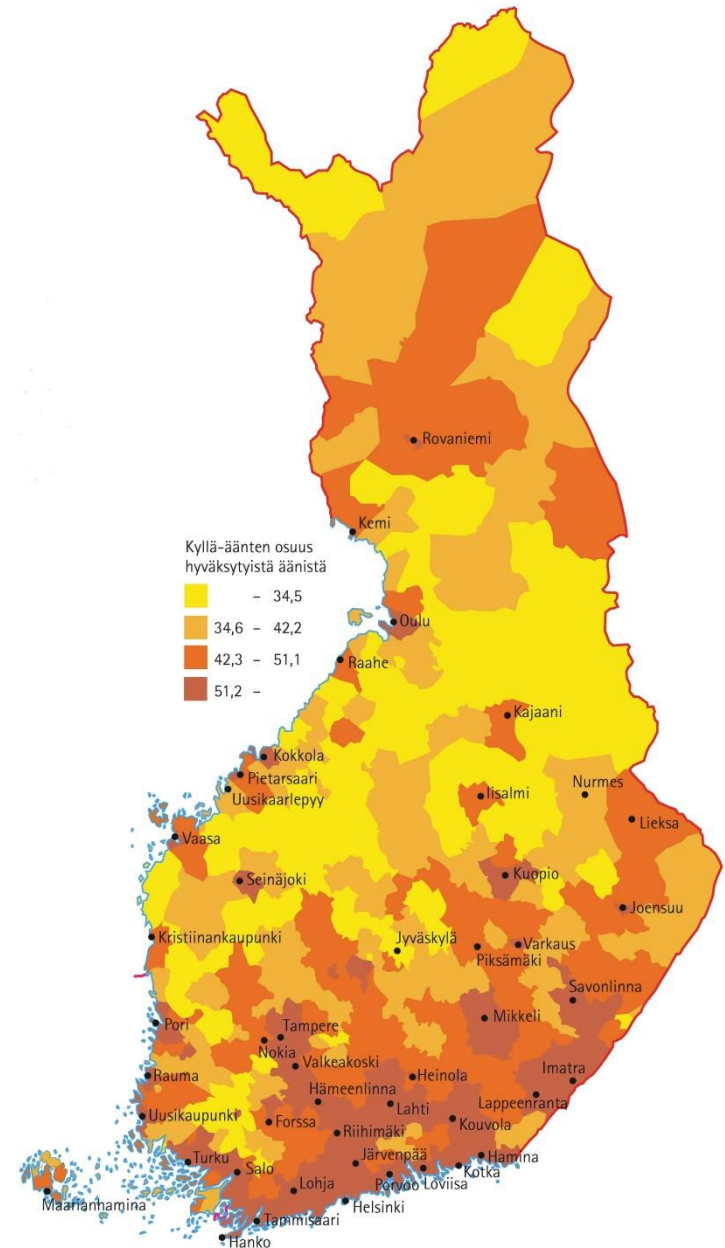 Rovaniemi
Kemi
Kyllä-äänten osuus
hyväksytyistä äänistä
– 34,5
34,6 – 42,2
42,3 – 51,1
51,2 –
Oulu
Raahe
Kajaani
Kokkola
Pietarsaari
Uusikaarlepyy
Iisalmi
Nurmes
Lieksa
Vaasa
Kuopio
Seinäjoki
Joensuu
Kristiinankaupunki
Jyväskylä
Varkaus
Piksämäki
Savonlinna
Pori
Tampere
Mikkeli
Nokia
Valkeakoski
Rauma
Heinola
Imatra
Hämeenlinna
Lappeenranta
Lahti
Uusikaupunki
Forssa
Kouvola
Riihimäki
Turku
Salo
Järvenpää
Hamina
Kotka
Loviisa
Porvoo
Lohja
Helsinki
Maarianhamina
Tammisaari
Hanko